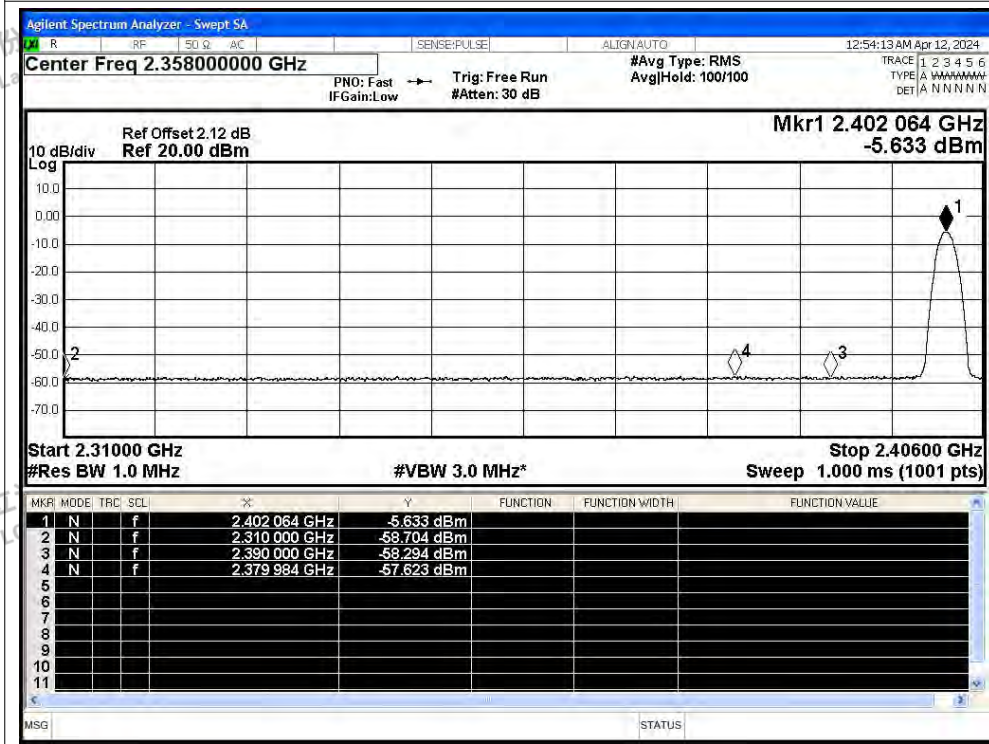 Agilent Spectrum Analyzer - Swept SA
LXI R RF 50 Ω AC SENSE:PULSE ALIGN AUTO 12:54:13 AM Apr 12, 2024
Center Freq 2.358000000 GHz
PNO: Fast
IFGain:Low
Trig: Free Run
#Atten: 30 dB
#Avg Type: RMS
Avg|Hold: 100/100
TRACE 1 2 3 4 5 6
TYPE A WWWWWW
DET A N N N N N
Mkr1 2.402 064 GHz
-5.633 dBm
Ref Offset 2.12 dB
10 dB/div Ref 20.00 dBm
Log
10.0
0.00
-10.0
-20.0
-30.0
-40.0
-50.0
-60.0
-70.0
1
2
4
3
Start 2.31000 GHz Stop 2.40600 GHz
#Res BW 1.0 MHz #VBW 3.0 MHz* Sweep 1.000 ms (1001 pts)
MKR MODE TRC SCL X Y FUNCTION FUNCTION WIDTH FUNCTION VALUE
1 N f 2.402 064 GHz -5.633 dBm
2 N f 2.310 000 GHz -58.704 dBm
3 N f 2.390 000 GHz -58.294 dBm
4 N f 2.379 984 GHz -57.623 dBm
5
6
7
8
9
10
11
MSG STATUS